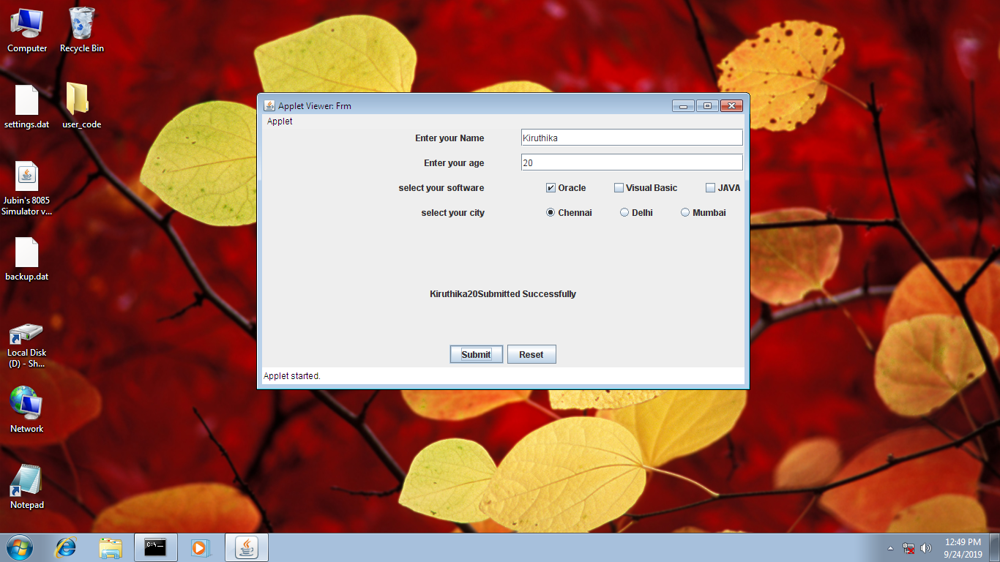 Computer
Recycle Bin
settings.dat
user_code
Jubin's 8085
Simulator v...
backup.dat
Local Disk
(D) - Sh...
Network
Notepad
Applet Viewer: Frm
Applet
Enter your Name
Kiruthika
Enter your age
20
select your software
Oracle
Visual Basic
JAVA
select your city
Chennai
Delhi
Mumbai
Kiruthika20Submitted Successfully
Submit
Reset
Applet started.
C:\_
12:49 PM
9/24/2019